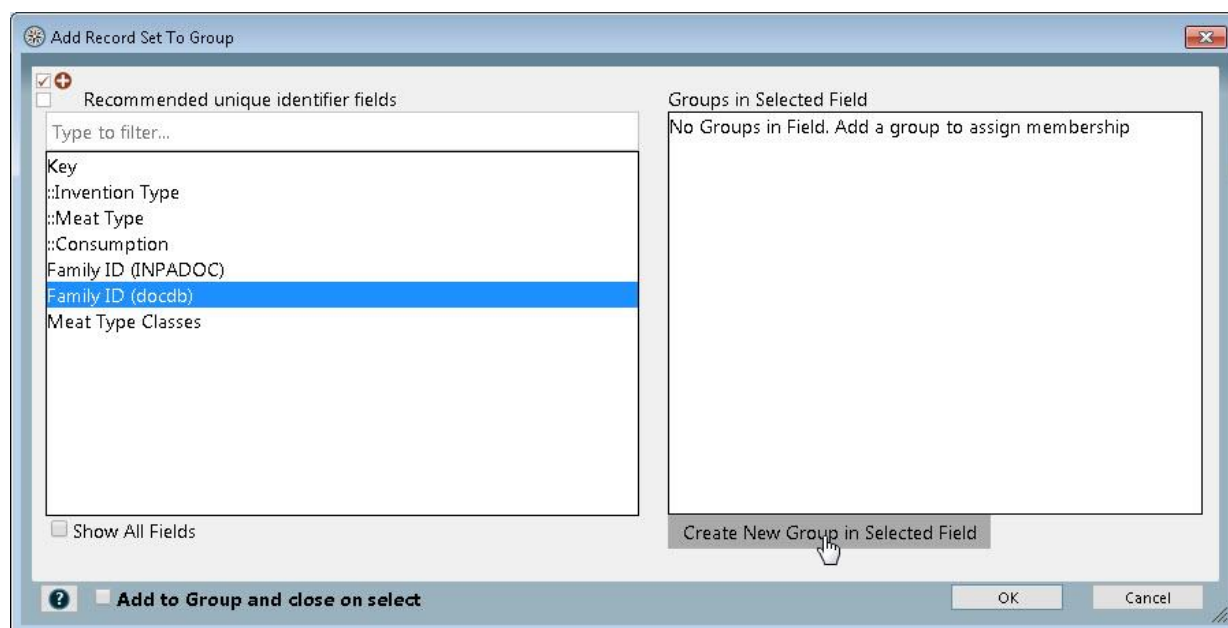 Add Record Set To Group
Recommended unique identifier fields
Type to filter...
Key
::Invention Type
::Meat Type
::Consumption
Family ID (INPADOC)
Family ID (docdb)
Meat Type Classes
Show All Fields
Groups in Selected Field
No Groups in Field. Add a group to assign membership
Create New Group in Selected Field
? Add to Group and close on select
OK
Cancel